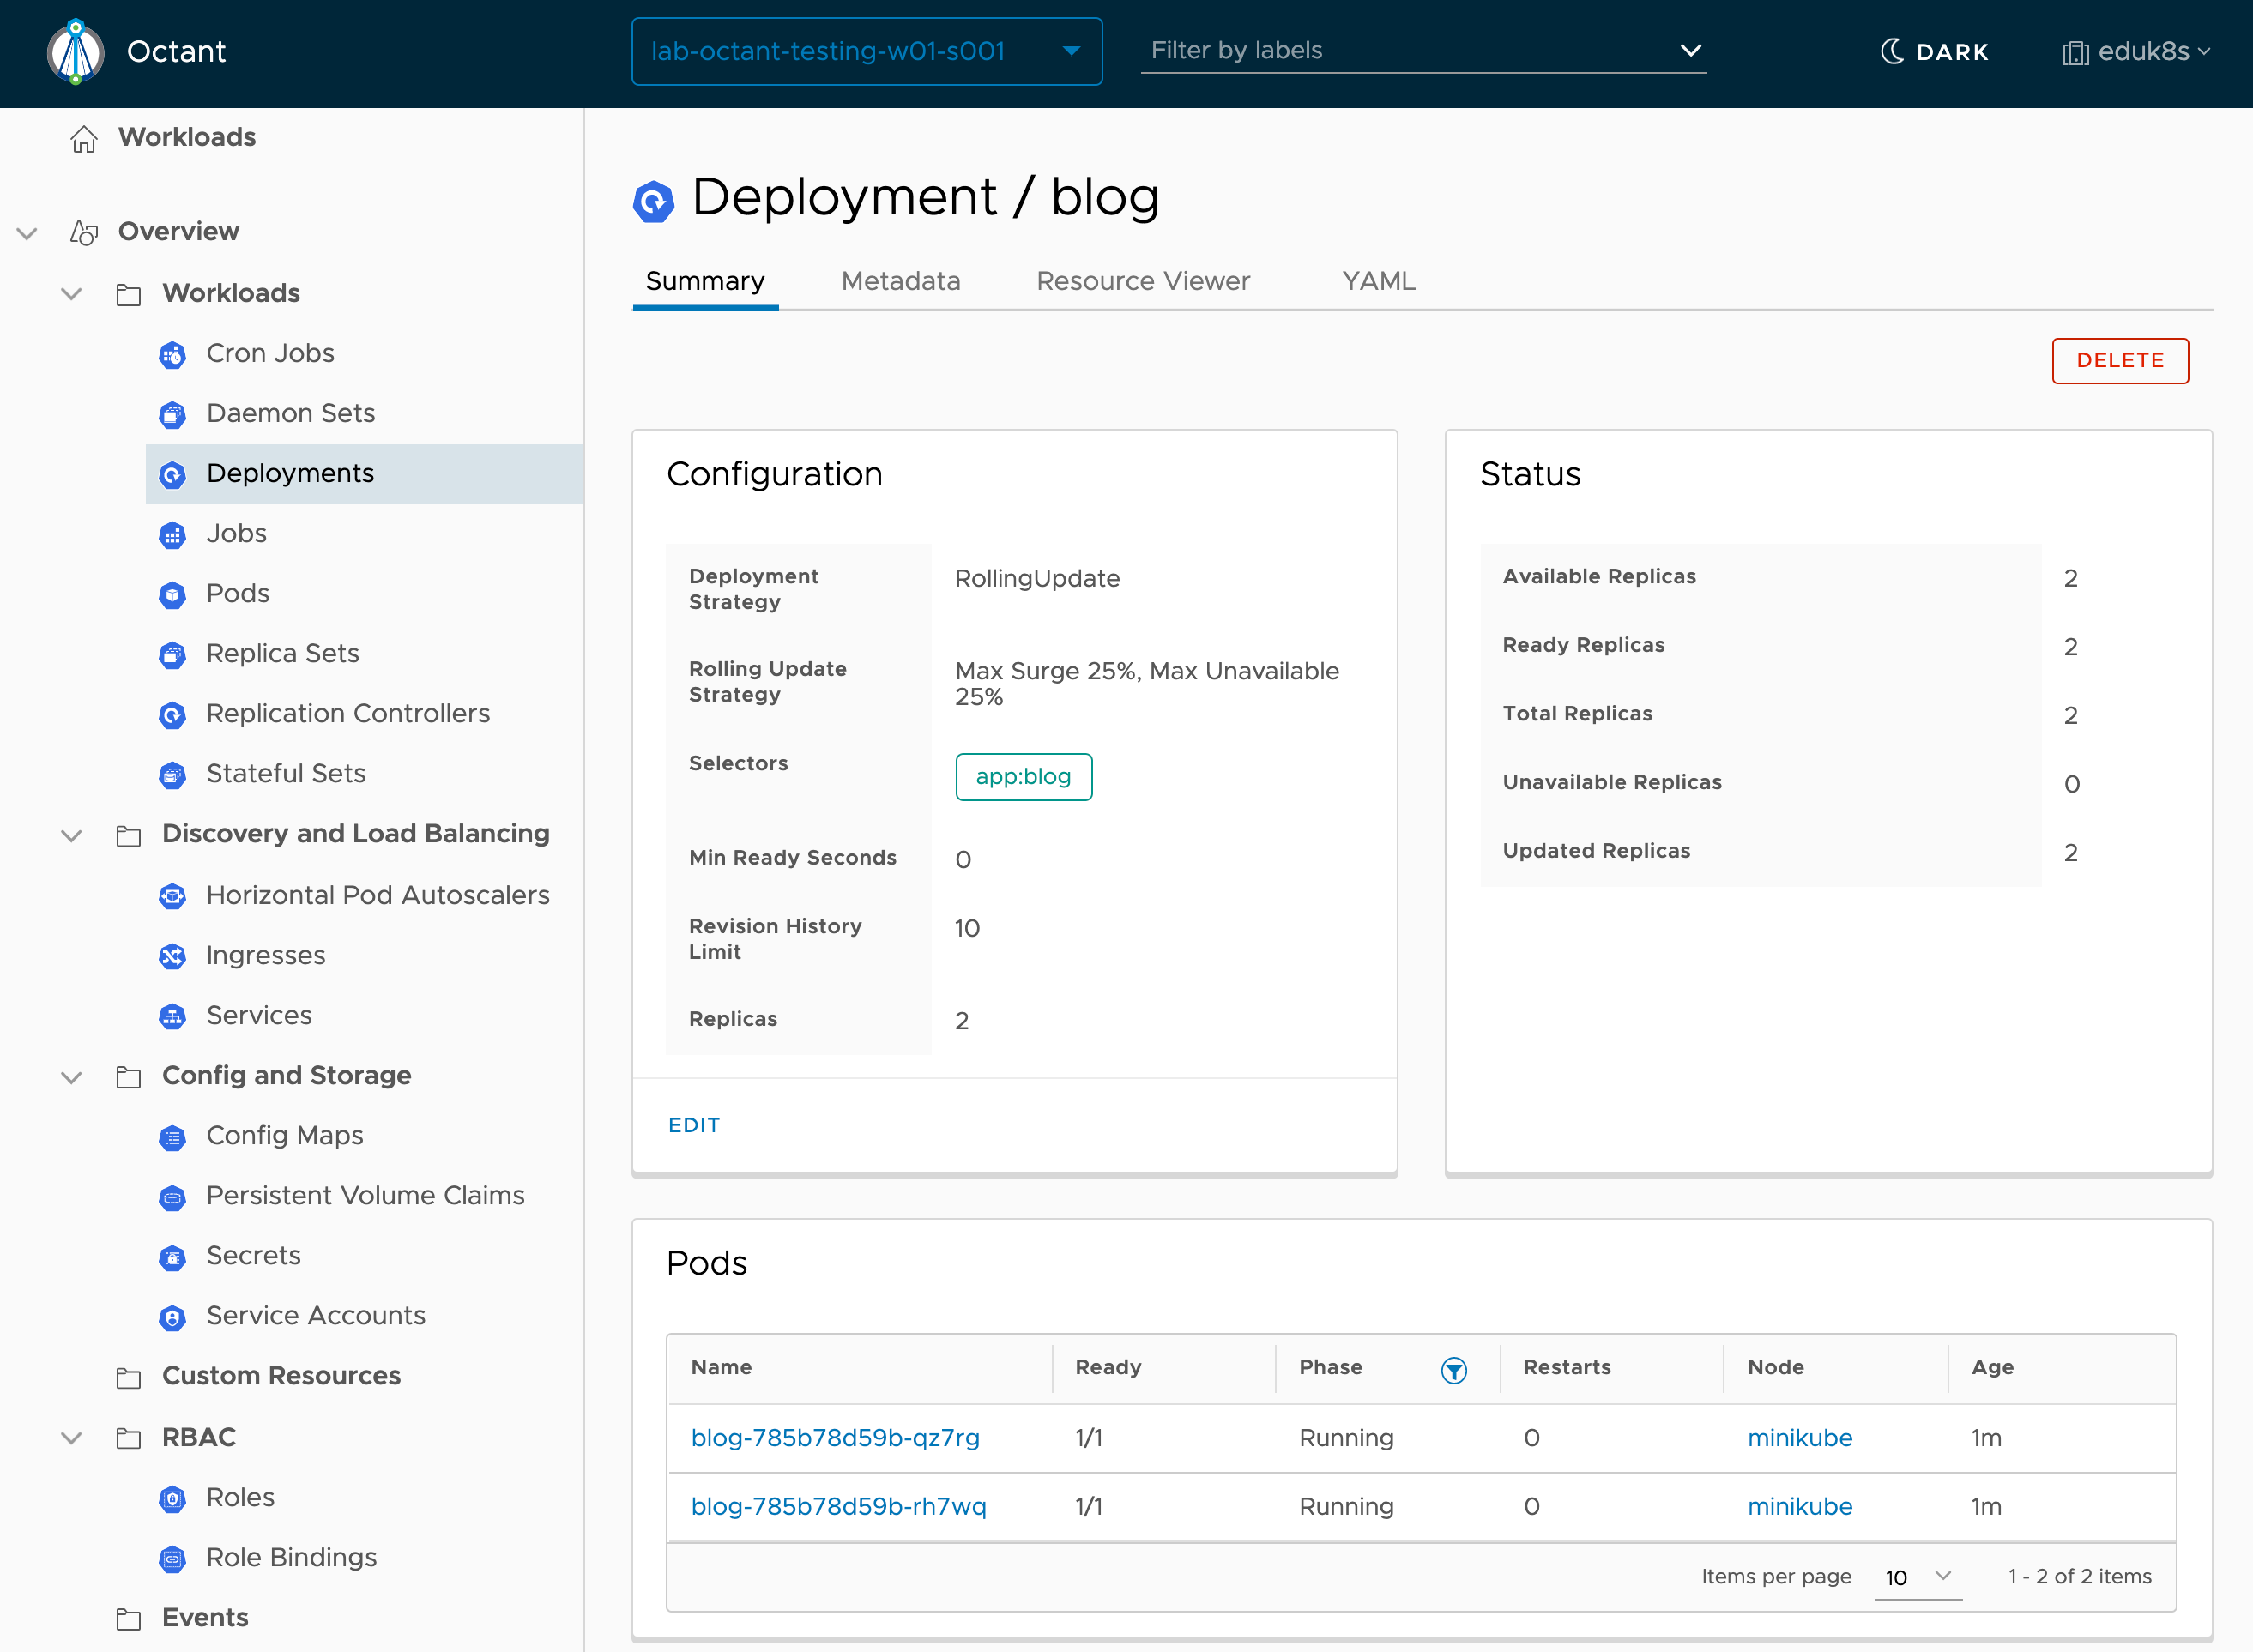 Octant
lab-octant-testing-w01-s001
Filter by labels
DARK
eduk8s
Workloads
Overview
Workloads
Cron Jobs
Daemon Sets
Deployments
Jobs
Pods
Replica Sets
Replication Controllers
Stateful Sets
Discovery and Load Balancing
Horizontal Pod Autoscalers
Ingresses
Services
Config and Storage
Config Maps
Persistent Volume Claims
Secrets
Service Accounts
Custom Resources
RBAC
Roles
Role Bindings
Events
Deployment / blog
Summary Metadata Resource Viewer YAML
DELETE
Configuration
Deployment
Strategy
RollingUpdate
Rolling Update
Strategy
Max Surge 25%, Max Unavailable
25%
Selectors
app:blog
Min Ready Seconds 0
Revision History
Limit
10
Replicas 2
EDIT
Status
Available Replicas 2
Ready Replicas 2
Total Replicas 2
Unavailable Replicas 0
Updated Replicas 2
Pods
Name Ready Phase Restarts Node Age
blog-785b78d59b-qz7rg 1/1 Running 0 minikube 1m
blog-785b78d59b-rh7wq 1/1 Running 0 minikube 1m
Items per page 10 1 - 2 of 2 items